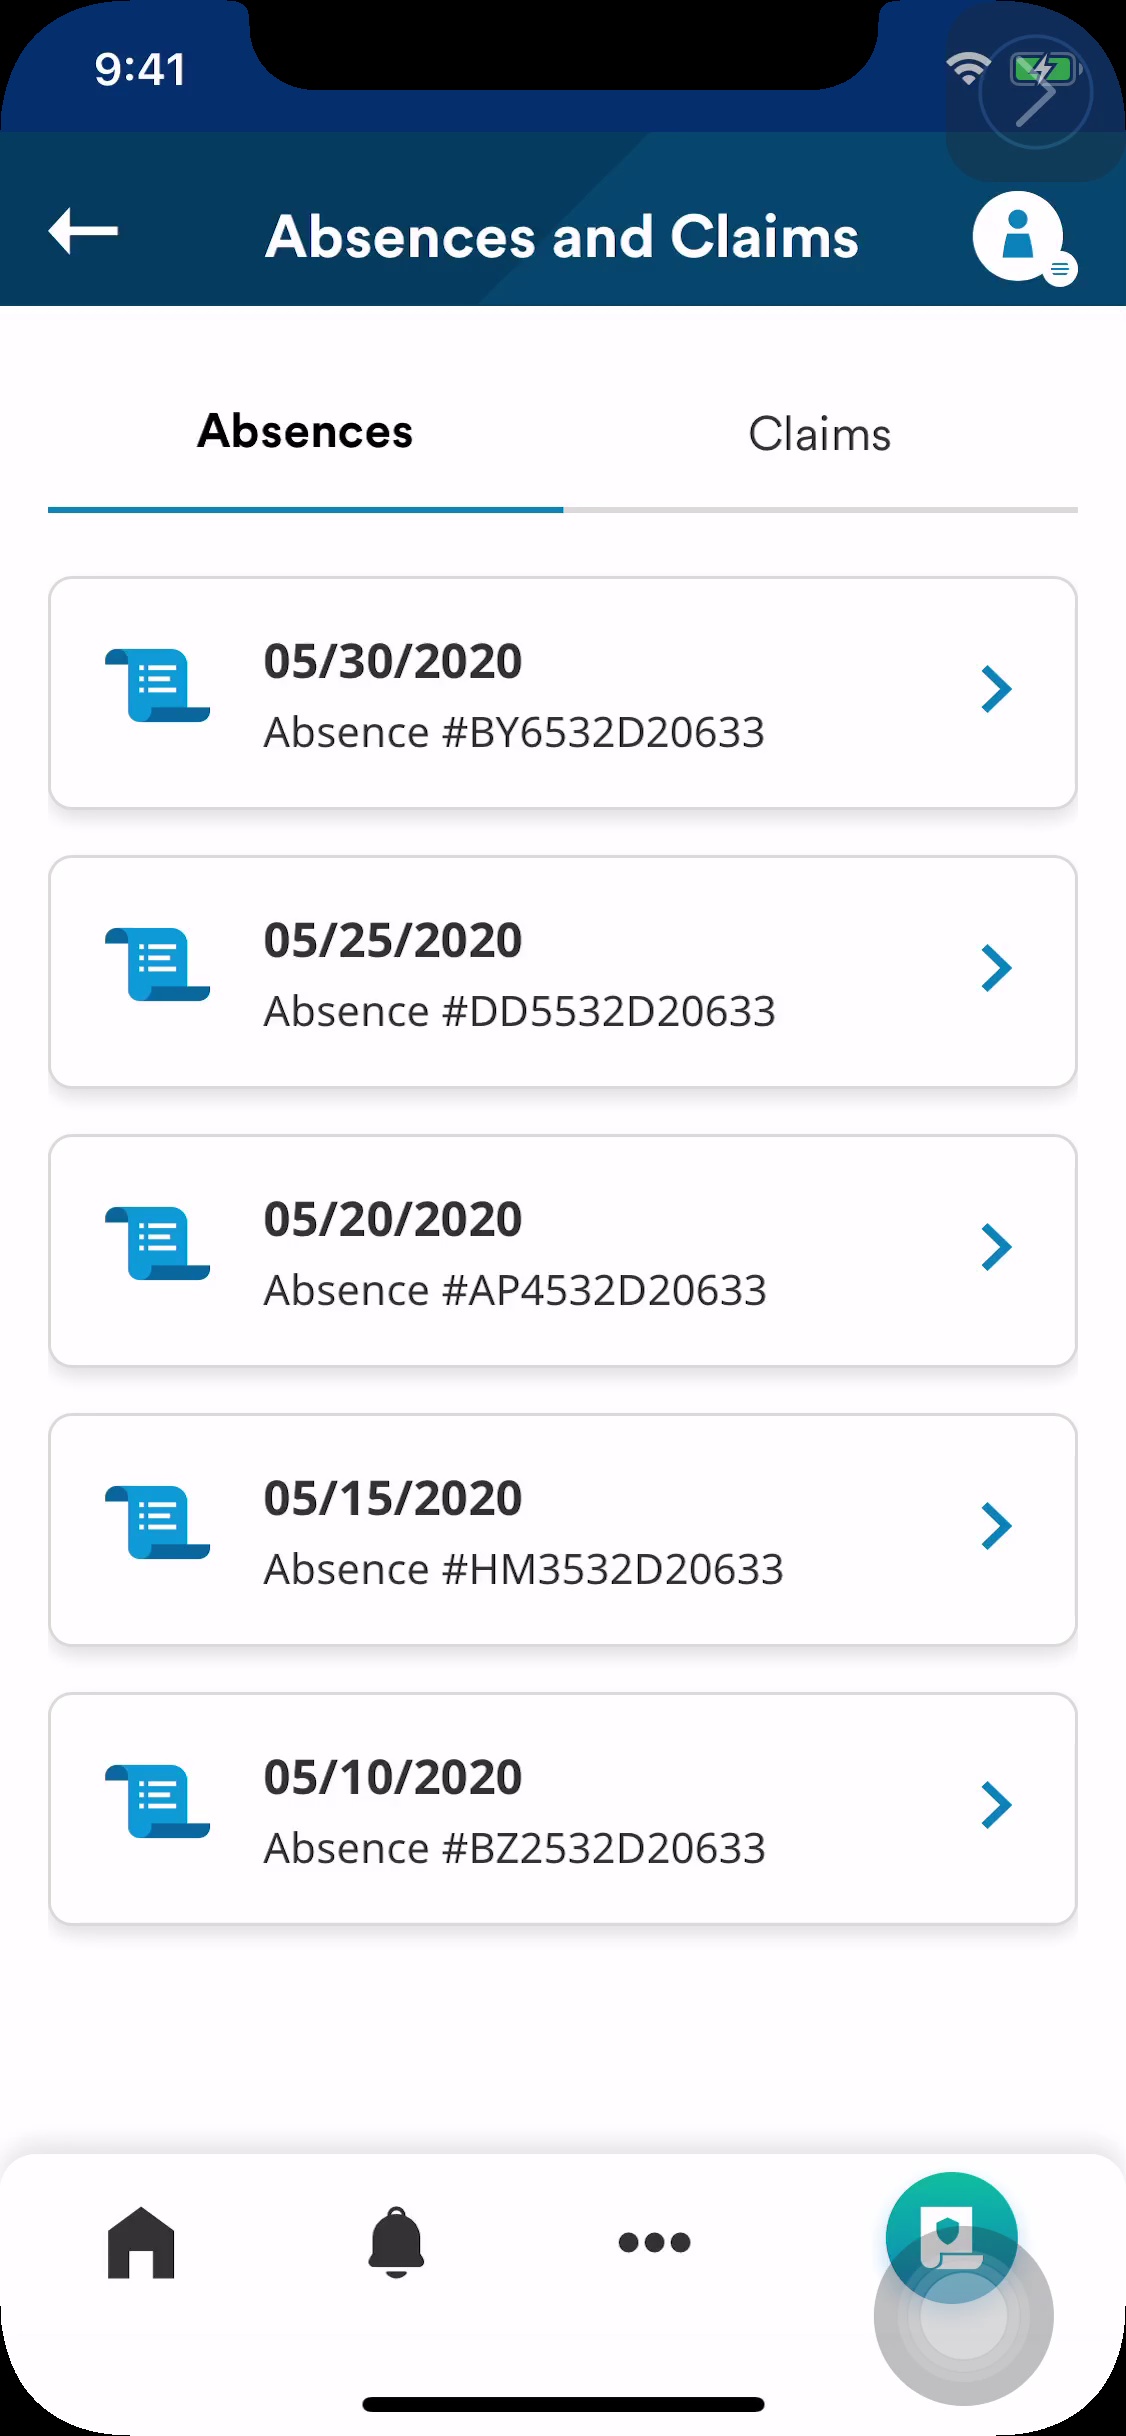 9:41
Absences and Claims
Absences
Claims
05/30/2020
Absence #BY6532D20633
05/25/2020
Absence #DD5532D20633
05/20/2020
Absence #AP4532D20633
05/15/2020
Absence #HM3532D20633
05/10/2020
Absence #BZ2532D20633